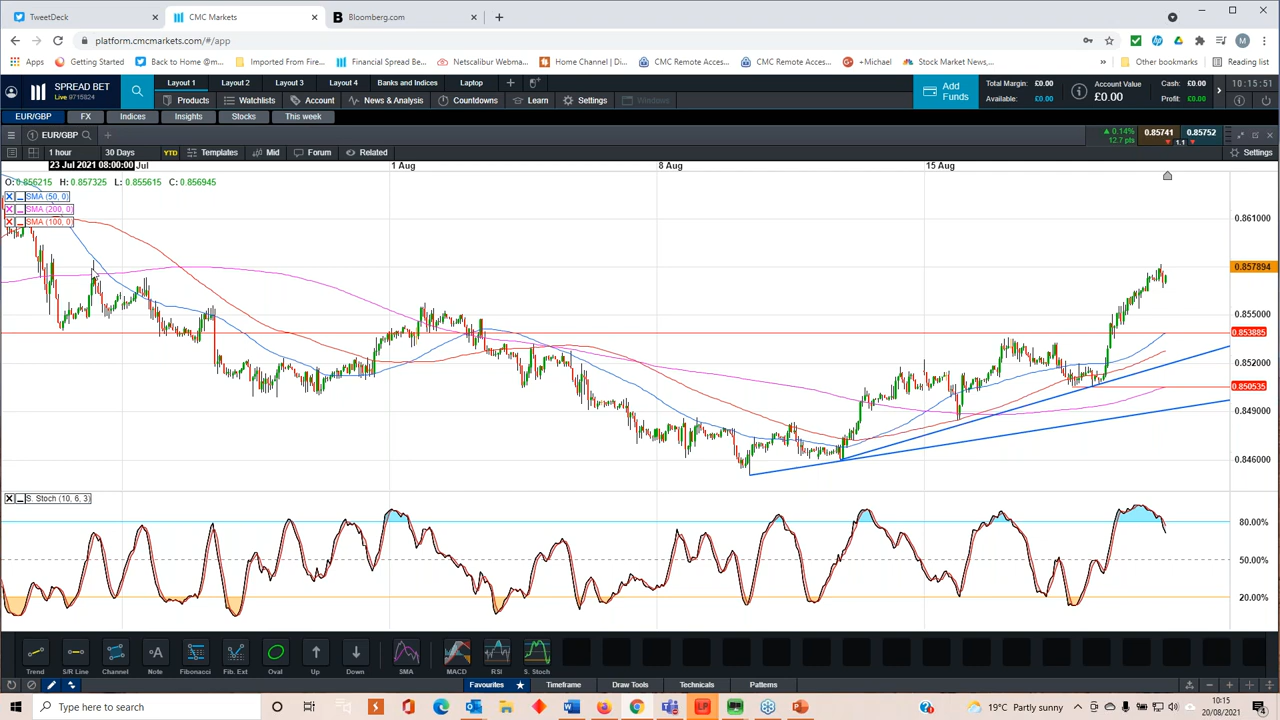 TweetDeck
CMC Markets
Bloomberg.com
platform.cmcmarkets.com/#/app
M
Apps
Getting Started
Back to Home @m...
Imported From Fire...
Financial Spread Be...
Netscalibur Webma...
Home Channel | Di...
CMC Remote Acces...
CMC Remote Acces...
+Michael
Stock Market News,...
Other bookmarks
Reading list
SPREAD BET
Live 9715824
Layout 1
Layout 2
Layout 3
Layout 4
Banks and Indices
Laptop
Products
Watchlists
Account
News & Analysis
Countdowns
Learn
Settings
Windows
Add Funds
Total Margin: £0.00
Available: £0.00
Account Value
£0.00
Cash: £0.00
Profit: £0.00
10:15:51
EUR/GBP
FX
Indices
Insights
Stocks
This week
EUR/GBP
0.14%
12.7 pts
0.85741
1.1
0.85752
1 hour
30 Days
YTD
Templates
Mid
Forum
Related
Settings
23 Jul 2021 08:00:00
Jul
1 Aug
8 Aug
15 Aug
O: 0.856215 H: 0.857325 L: 0.855615 C: 0.856945
SMA (50, 0)
SMA (200, 0)
SMA (100, 0)
0.861000
0.857894
0.855000
0.853885
0.852000
0.850535
0.849000
0.846000
S. Stoch (10, 6, 3)
80.00%
50.00%
20.00%
Trend
S/R Line
Channel
Note
Fibonacci
Fib. Ext
Oval
Up
Down
SMA
MACD
RSI
S. Stoch
Favourites
Timeframe
Draw Tools
Technicals
Patterns
Type here to search
19°C Partly sunny
10:15
20/08/2021